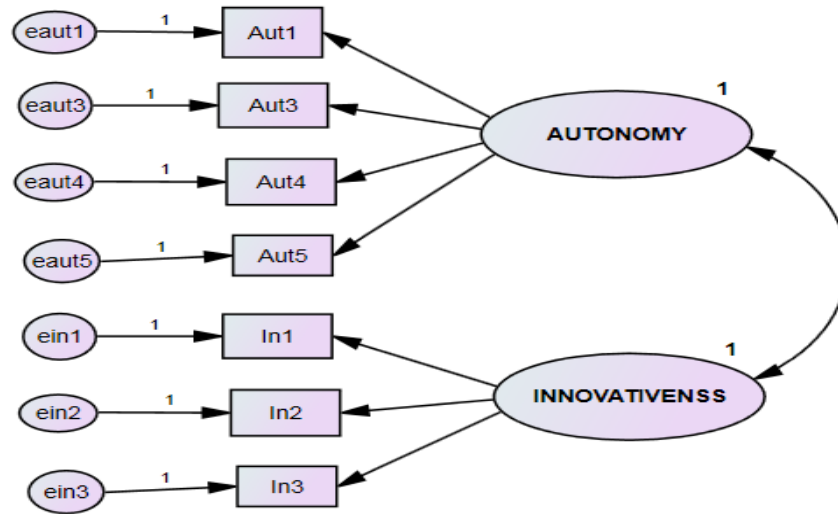 eaut1 1 Aut1
eaut3 1 Aut3
eaut4 1 Aut4
eaut5 1 Aut5
1
AUTONOMY
ein1 1 In1
ein2 1 In2
ein3 1 In3
1
INNOVATIVENSS